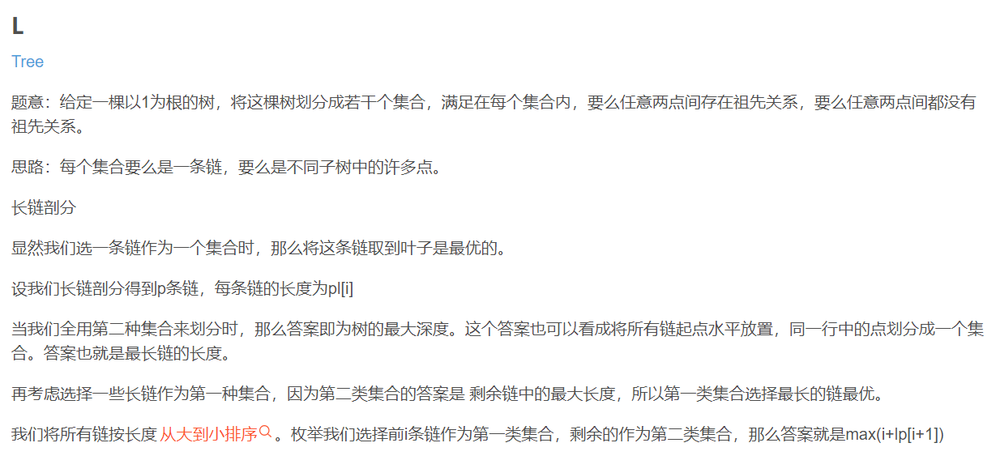 L
Tree
题意：给定一棵以1为根的树，将这棵树划分成若干个集合，满足在每个集合内，要么任意两点间存在祖先关系，要么任意两点间都没有
祖先关系。
思路：每个集合要么是一条链，要么是不同子树中的许多点。
长链剖分
显然我们选一条链作为一个集合时，那么将这条链取到叶子是最优的。
设我们长链剖分得到p条链，每条链的长度为pl[i]
当我们全用第二种集合来划分时，那么答案即为树的最大深度。这个答案也可以看成将所有链起点水平放置，同一行中的点划分成一个集
合。答案也就是最长链的长度。
再考虑选择一些长链作为第一种集合，因为第二类集合的答案是 剩余链中的最大长度，所以第一类集合选择最长的链最优。
我们将所有链按长度 从大到小排序 。枚举我们选择前i条链作为第一类集合，剩余的作为第二类集合，那么答案就是max(i+lp[i+1])